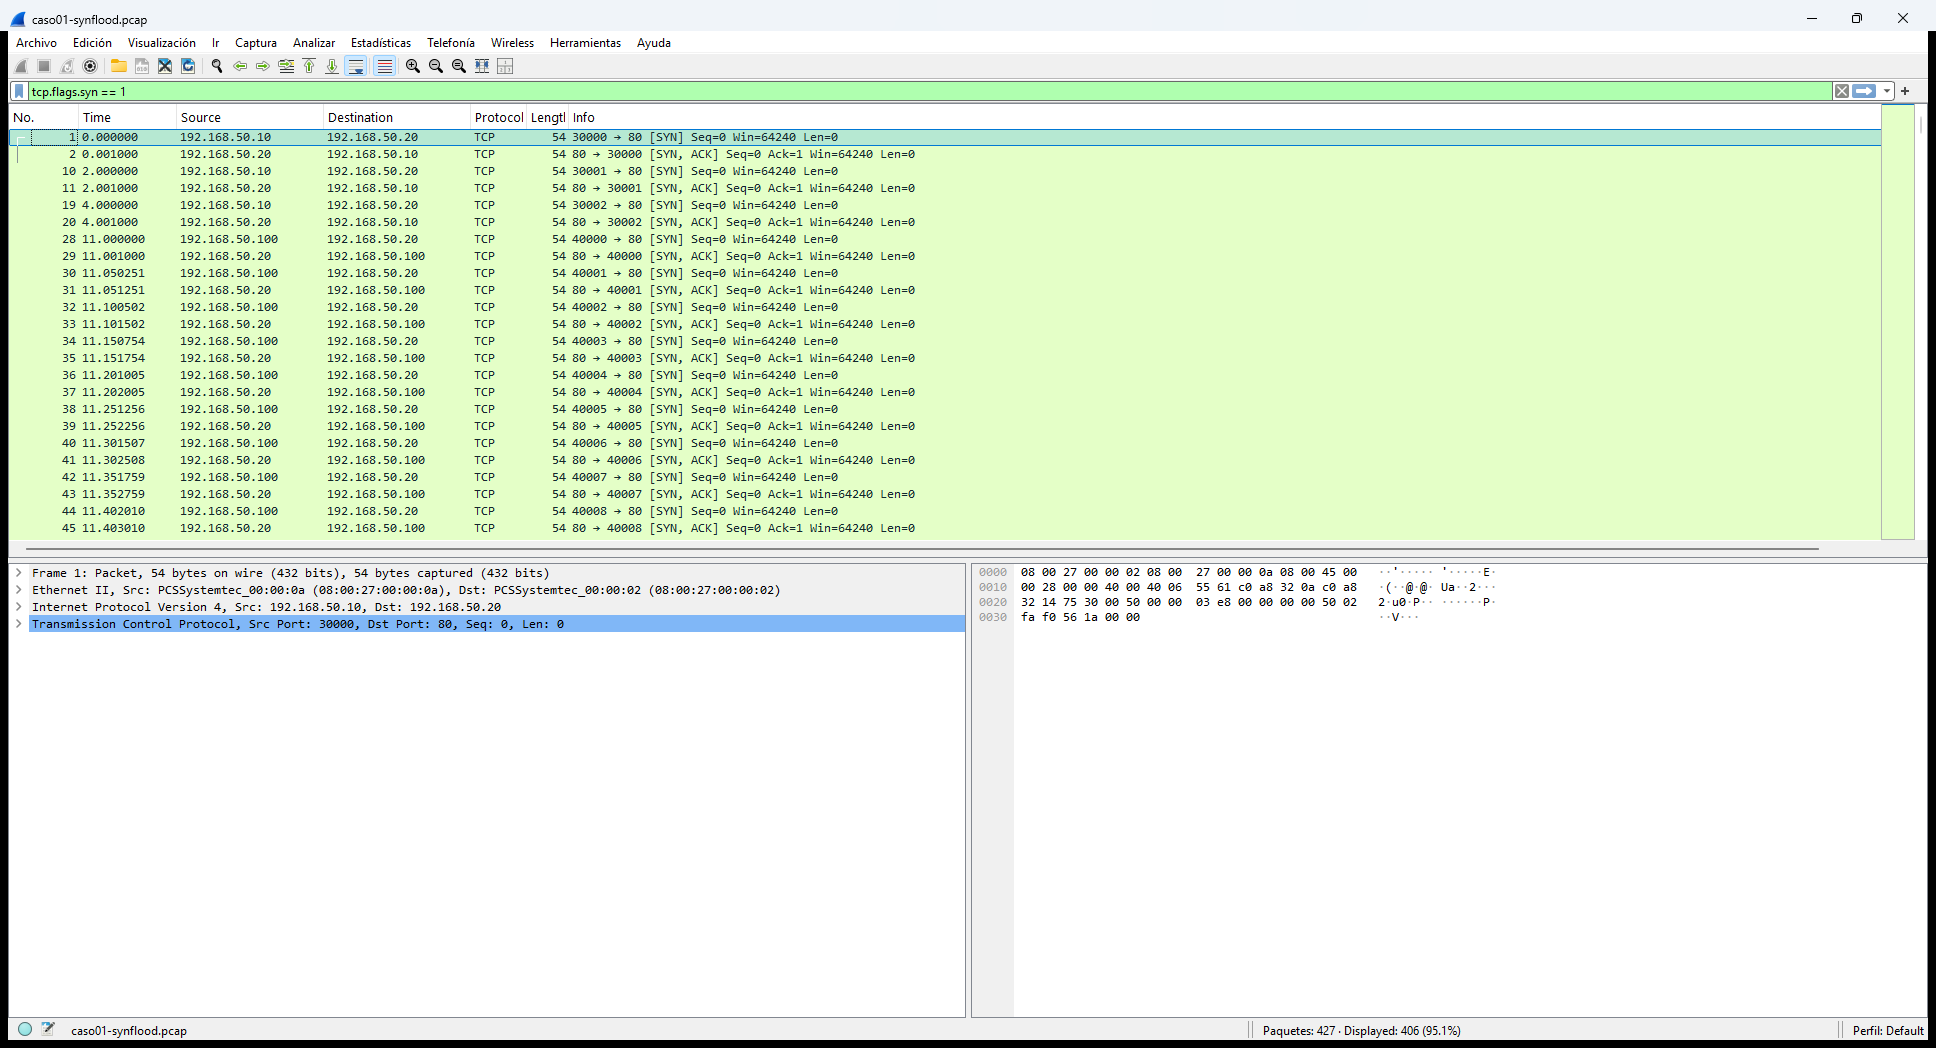 caso01-synflood.pcap
Archivo Edición Visualización Ir Captura Analizar Estadísticas Telefonía Wireless Herramientas Ayuda
tcp.flags.syn == 1
No. Time Source Destination Protocol Lengtl Info
1 0.000000 192.168.50.10 192.168.50.20 TCP 54 30000 → 80 [SYN] Seq=0 Win=64240 Len=0
2 0.001000 192.168.50.20 192.168.50.10 TCP 54 80 → 30000 [SYN, ACK] Seq=0 Ack=1 Win=64240 Len=0
10 2.000000 192.168.50.10 192.168.50.20 TCP 54 30001 → 80 [SYN] Seq=0 Win=64240 Len=0
11 2.001000 192.168.50.20 192.168.50.10 TCP 54 80 → 30001 [SYN, ACK] Seq=0 Ack=1 Win=64240 Len=0
19 4.000000 192.168.50.10 192.168.50.20 TCP 54 30002 → 80 [SYN] Seq=0 Win=64240 Len=0
20 4.001000 192.168.50.20 192.168.50.10 TCP 54 80 → 30002 [SYN, ACK] Seq=0 Ack=1 Win=64240 Len=0
28 11.000000 192.168.50.100 192.168.50.20 TCP 54 40000 → 80 [SYN] Seq=0 Win=64240 Len=0
29 11.001000 192.168.50.20 192.168.50.100 TCP 54 80 → 40000 [SYN, ACK] Seq=0 Ack=1 Win=64240 Len=0
30 11.050251 192.168.50.100 192.168.50.20 TCP 54 40001 → 80 [SYN] Seq=0 Win=64240 Len=0
31 11.051251 192.168.50.20 192.168.50.100 TCP 54 80 → 40001 [SYN, ACK] Seq=0 Ack=1 Win=64240 Len=0
32 11.100502 192.168.50.100 192.168.50.20 TCP 54 40002 → 80 [SYN] Seq=0 Win=64240 Len=0
33 11.101502 192.168.50.20 192.168.50.100 TCP 54 80 → 40002 [SYN, ACK] Seq=0 Ack=1 Win=64240 Len=0
34 11.150754 192.168.50.100 192.168.50.20 TCP 54 40003 → 80 [SYN] Seq=0 Win=64240 Len=0
35 11.151754 192.168.50.20 192.168.50.100 TCP 54 80 → 40003 [SYN, ACK] Seq=0 Ack=1 Win=64240 Len=0
36 11.201005 192.168.50.100 192.168.50.20 TCP 54 40004 → 80 [SYN] Seq=0 Win=64240 Len=0
37 11.202005 192.168.50.20 192.168.50.100 TCP 54 80 → 40004 [SYN, ACK] Seq=0 Ack=1 Win=64240 Len=0
38 11.251256 192.168.50.100 192.168.50.20 TCP 54 40005 → 80 [SYN] Seq=0 Win=64240 Len=0
39 11.252256 192.168.50.20 192.168.50.100 TCP 54 80 → 40005 [SYN, ACK] Seq=0 Ack=1 Win=64240 Len=0
40 11.301507 192.168.50.100 192.168.50.20 TCP 54 40006 → 80 [SYN] Seq=0 Win=64240 Len=0
41 11.302508 192.168.50.20 192.168.50.100 TCP 54 80 → 40006 [SYN, ACK] Seq=0 Ack=1 Win=64240 Len=0
42 11.351759 192.168.50.100 192.168.50.20 TCP 54 40007 → 80 [SYN] Seq=0 Win=64240 Len=0
43 11.352759 192.168.50.20 192.168.50.100 TCP 54 80 → 40007 [SYN, ACK] Seq=0 Ack=1 Win=64240 Len=0
44 11.402010 192.168.50.100 192.168.50.20 TCP 54 40008 → 80 [SYN] Seq=0 Win=64240 Len=0
45 11.403010 192.168.50.20 192.168.50.100 TCP 54 80 → 40008 [SYN, ACK] Seq=0 Ack=1 Win=64240 Len=0
Frame 1: Packet, 54 bytes on wire (432 bits), 54 bytes captured (432 bits)
Ethernet II, Src: PCSSystemtec_00:00:0a (08:00:27:00:00:0a), Dst: PCSSystemtec_00:00:02 (08:00:27:00:00:02)
Internet Protocol Version 4, Src: 192.168.50.10, Dst: 192.168.50.20
Transmission Control Protocol, Src Port: 30000, Dst Port: 80, Seq: 0, Len: 0
0000 08 00 27 00 00 02 08 00 27 00 00 0a 08 00 45 00 ··'····· '·····E·
0010 00 28 00 00 40 00 40 06 55 61 c0 a8 32 0a c0 a8 ·(··@·@· Ua··2···
0020 32 14 75 30 00 50 00 00 03 e8 00 00 00 00 50 02 2·u0·P·· ······P·
0030 fa f0 56 1a 00 00 ··V···
caso01-synflood.pcap
Paquetes: 427 · Displayed: 406 (95.1%)
Perfil: Default